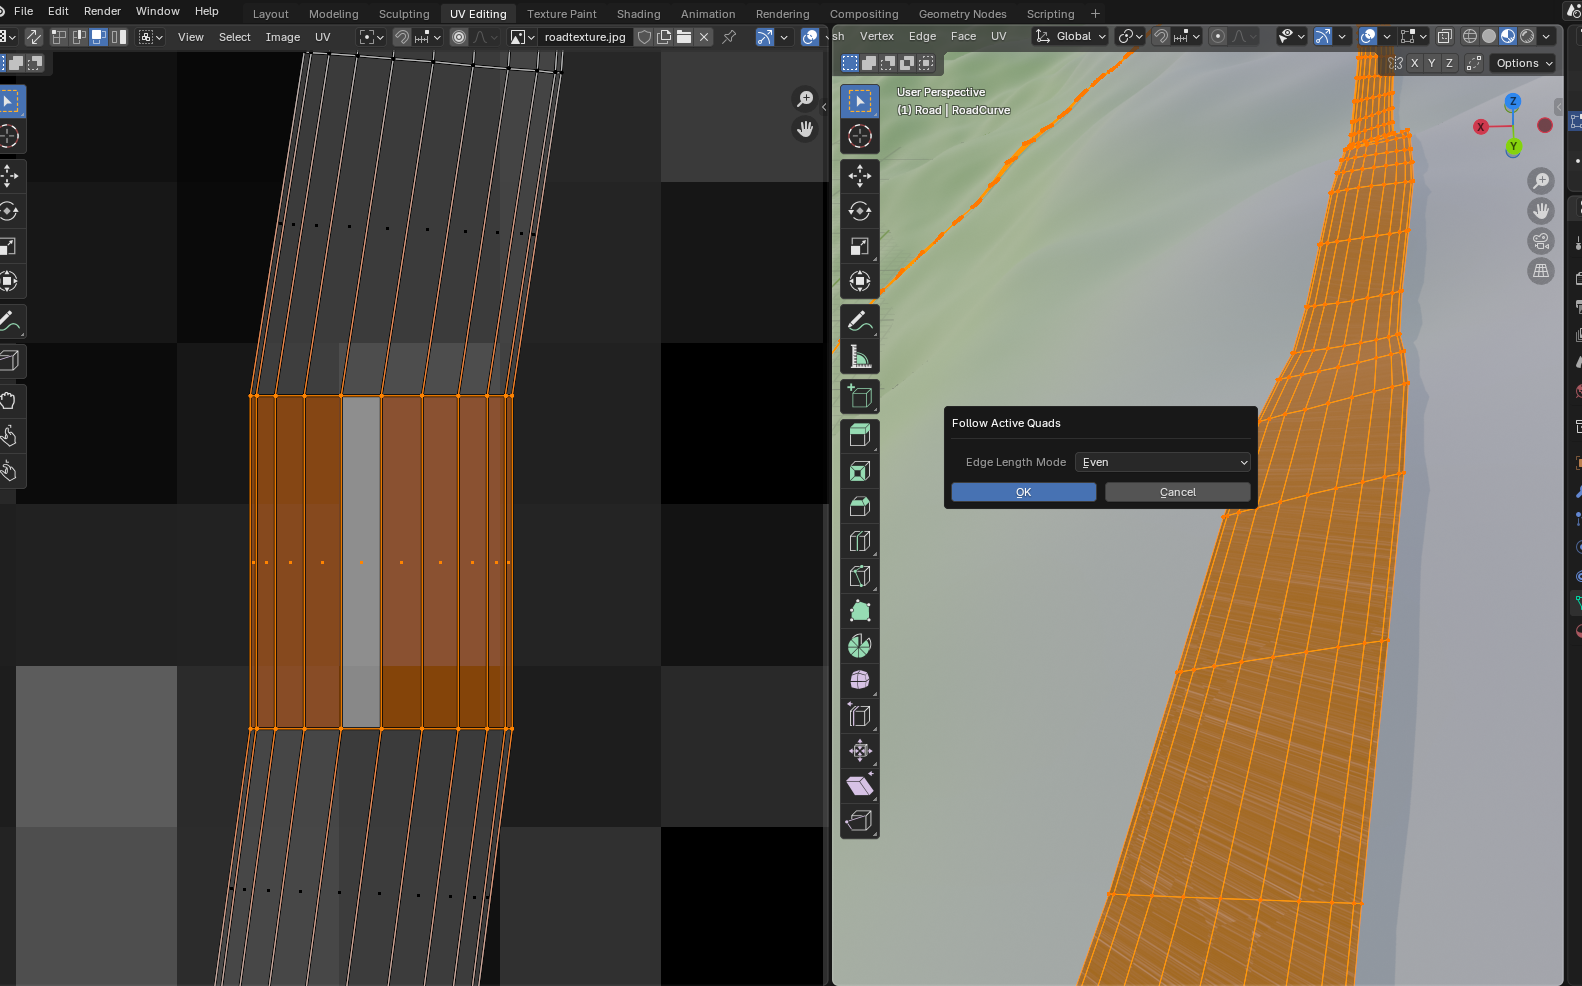 File Edit Render Window Help
Layout Modeling Sculpting UV Editing Texture Paint Shading Animation Rendering Compositing Geometry Nodes Scripting +
View Select Image UV roadtexture.jpg
sh Vertex Edge Face UV Global
X Y Z Options
User Perspective
(1) Road | RoadCurve
Z
X
Y
Follow Active Quads
Edge Length Mode Even
OK Cancel